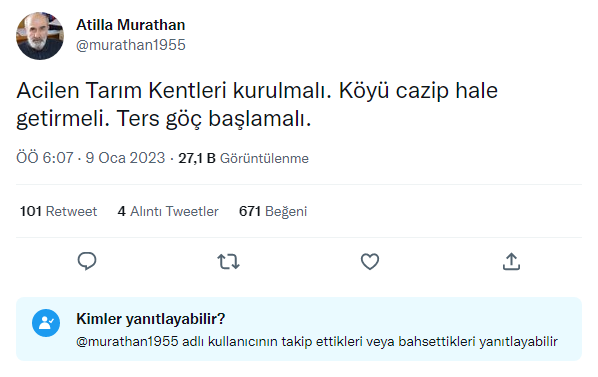 Atilla Murathan
@murathan1955
Acilen Tarım Kentleri kurulmalı. Köyü cazip hale
getirmeli. Ters göç başlamalı.
ÖÖ 6:07 · 9 Oca 2023 · 27,1 B Görüntülenme
101 Retweet 4 Alıntı Tweetler 671 Beğeni
Kimler yanıtlayabilir?
@murathan1955 adlı kullanıcının takip ettikleri veya bahsettikleri yanıtlayabilir